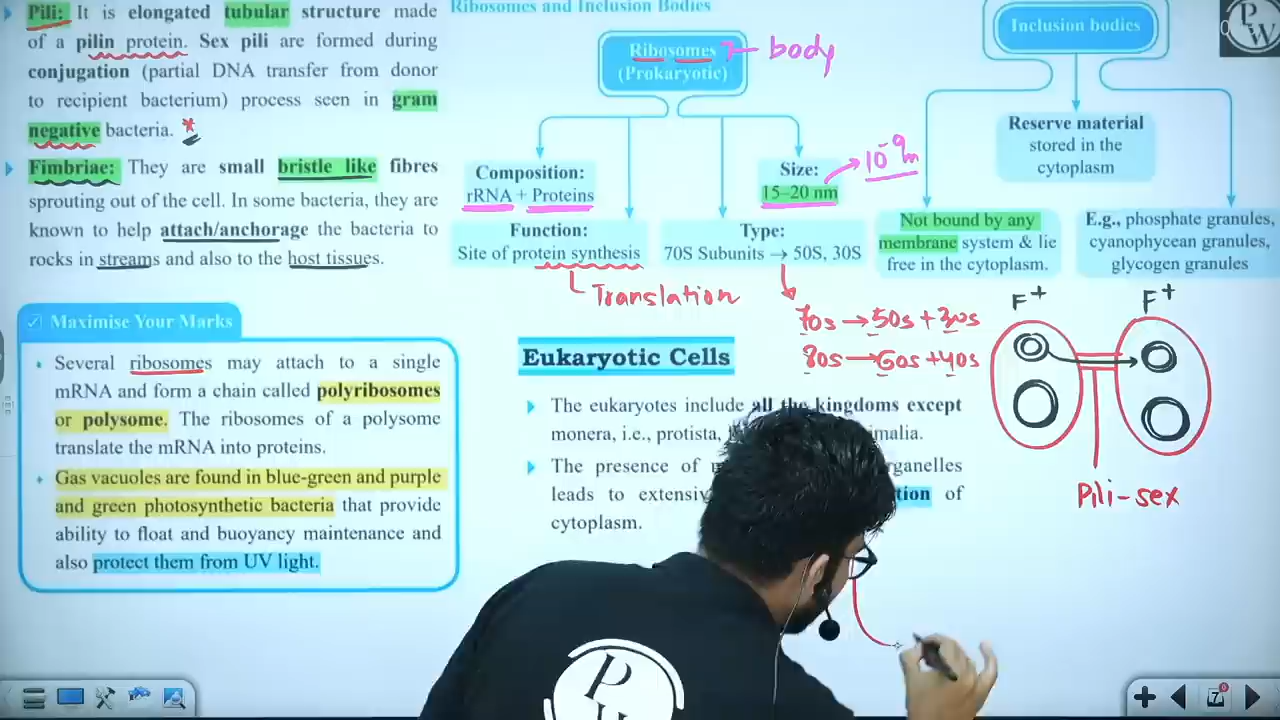 Pili: It is elongated tubular structure made
of a pilin protein. Sex pili are formed during
conjugation (partial DNA transfer from donor
to recipient bacterium) process seen in gram
negative bacteria. *
Fimbriae: They are small bristle like fibres
sprouting out of the cell. In some bacteria, they are
known to help attach/anchorage the bacteria to
rocks in streams and also to the host tissues.
Maximise Your Marks
Several ribosomes may attach to a single
mRNA and form a chain called polyribosomes
or polysome. The ribosomes of a polysome
translate the mRNA into proteins.
Gas vacuoles are found in blue-green and purple
and green photosynthetic bacteria that provide
ability to float and buoyancy maintenance and
also protect them from UV light.
Ribosomes and Inclusion Bodies
Ribosomes
(Prokaryotic)
body
Composition:
rRNA + Proteins
Size:
15–20 nm
10⁻⁹m
Function:
Site of protein synthesis
Translation
Type:
70S Subunits → 50S, 30S
70s → 50s + 30s
80s → 60s + 40s
Inclusion bodies
Reserve material
stored in the
cytoplasm
Not bound by any
membrane system & lie
free in the cytoplasm.
E.g., phosphate granules,
cyanophycean granules,
glycogen granules
F+
F+
Pili-sex
Eukaryotic Cells
The eukaryotes include all the kingdoms except
monera, i.e., protista,
The presence of
leads to extensiv
of
cytoplasm.
PW
PW
7